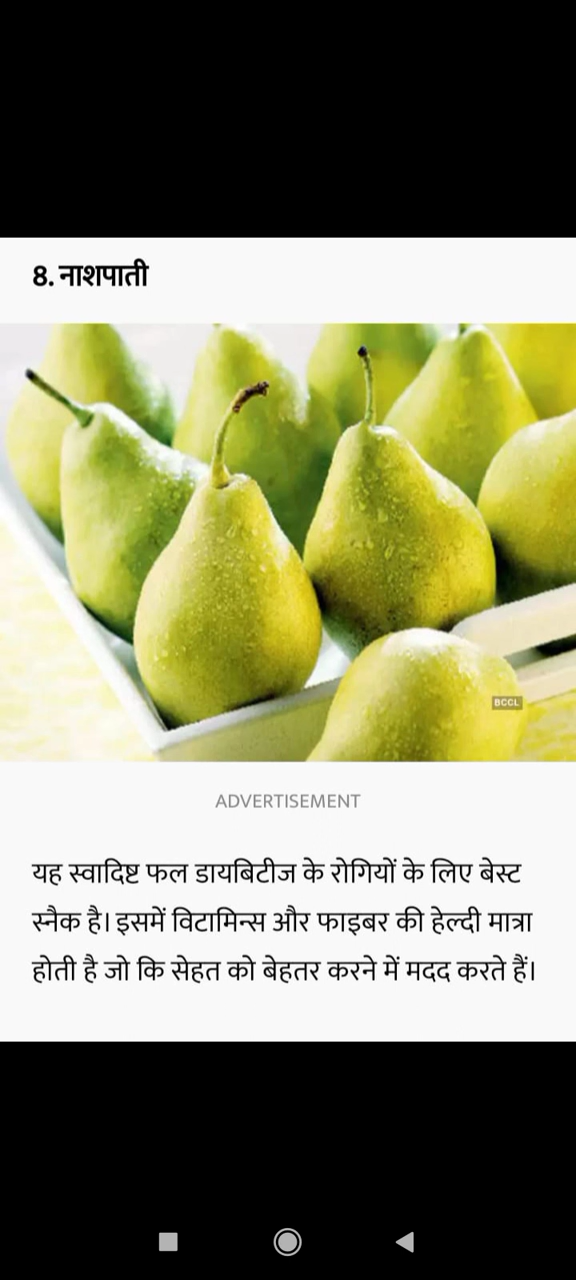 8. नाशपाती
BCCL
ADVERTISEMENT
यह स्वादिष्ट फल डायबिटीज के रोगियों के लिए बेस्ट
स्नैक है। इसमें विटामिन्स और फाइबर की हेल्दी मात्रा
होती है जो कि सेहत को बेहतर करने में मदद करते हैं।